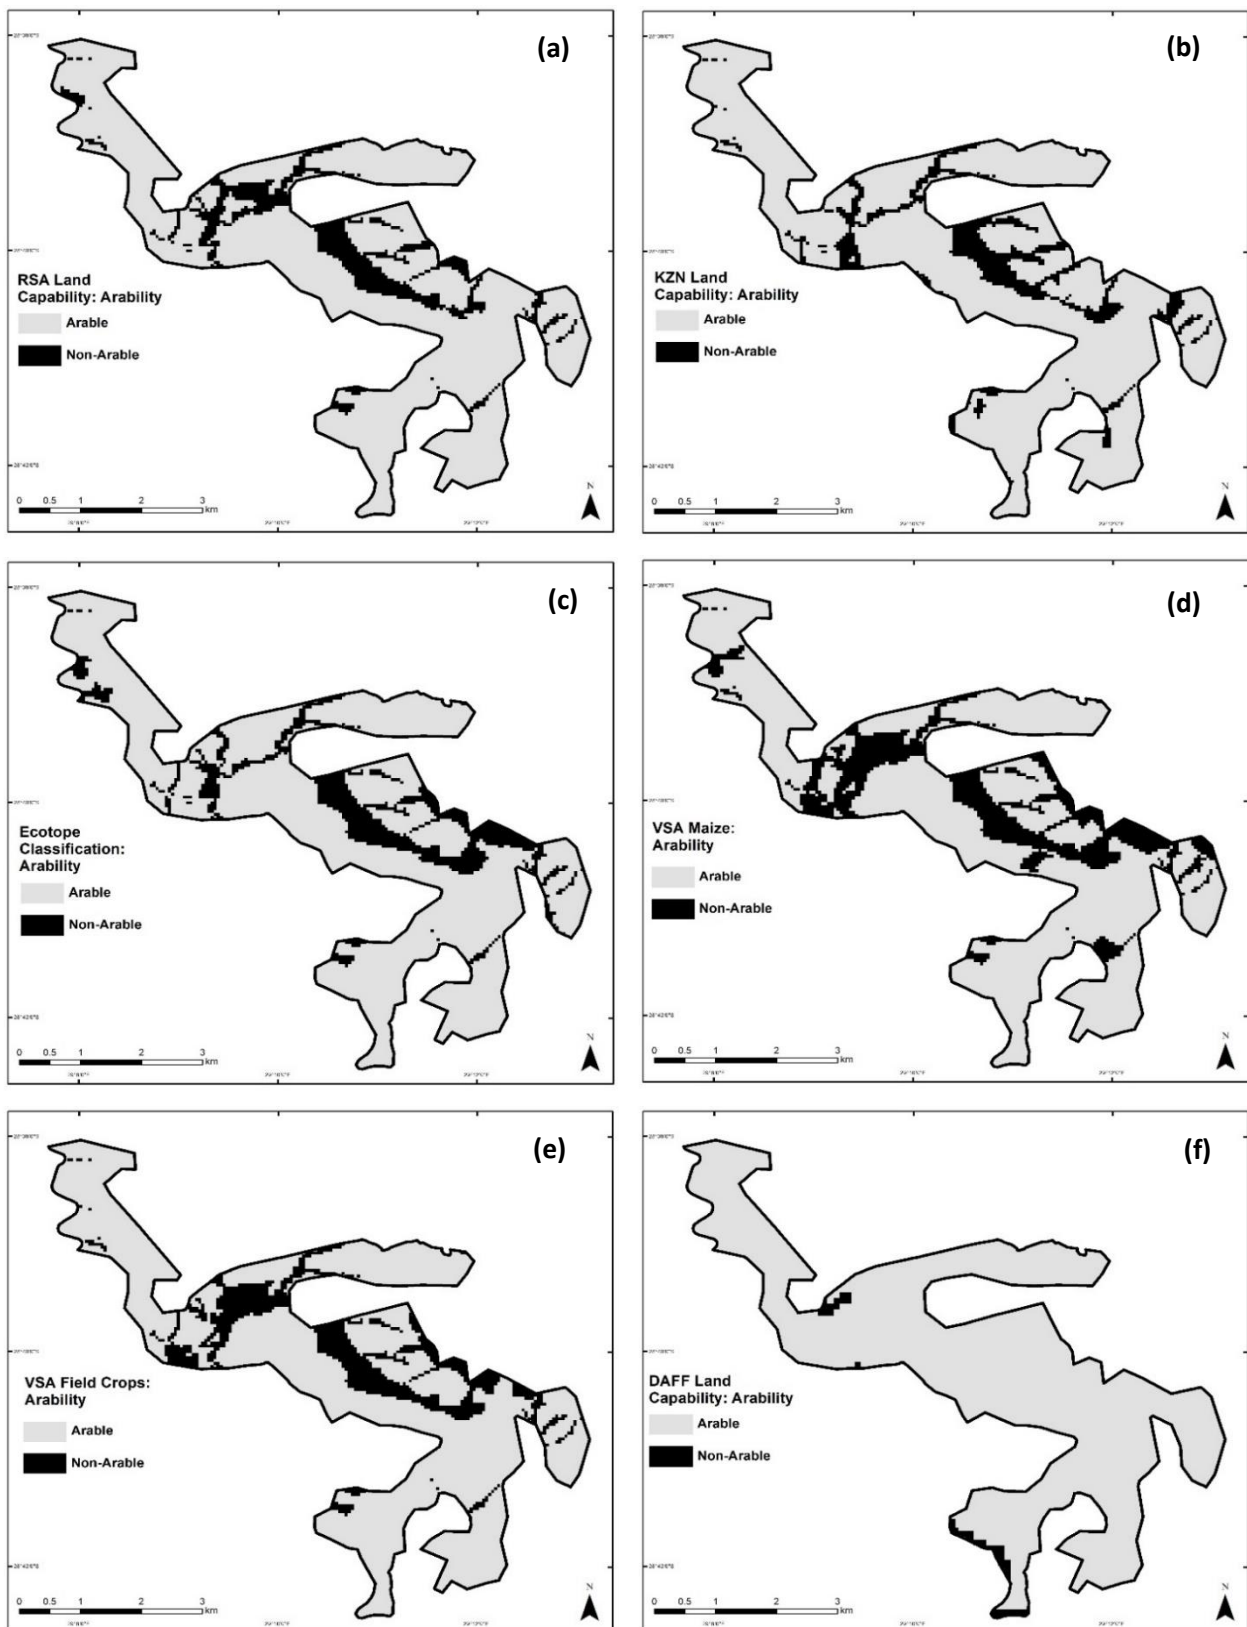 (a)
RSA Land
Capability: Arability
Arable
Non-Arable
0 0.5 1 2 3
km
N
(b)
KZN Land
Capability: Arability
Arable
Non-Arable
0 0.5 1 2 3
km
N
(c)
Ecotope
Classification:
Arability
Arable
Non-Arable
0 0.5 1 2 3
km
N
(d)
VSA Maize:
Arability
Arable
Non-Arable
0 0.5 1 2 3
km
N
(e)
VSA Field Crops:
Arability
Arable
Non-Arable
0 0.5 1 2 3
km
N
(f)
DAFF Land
Capability: Arability
Arable
Non-Arable
0 0.5 1 2 3
km
N